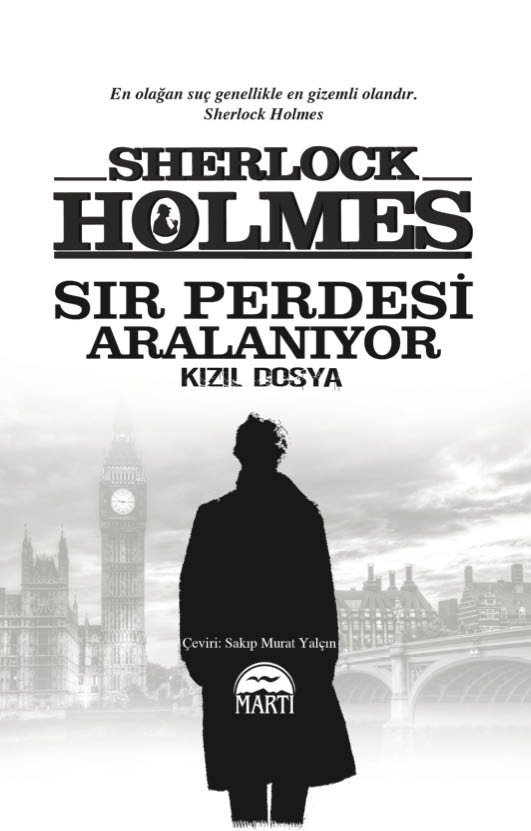 En olağan suç genellikle en gizemli olandır.
Sherlock Holmes
SHERLOCK
HOLMES
SIR PERDESİ
ARALANIYOR
KIZIL DOSYA
Çeviri: Sakıp Murat Yalçın
MARTI